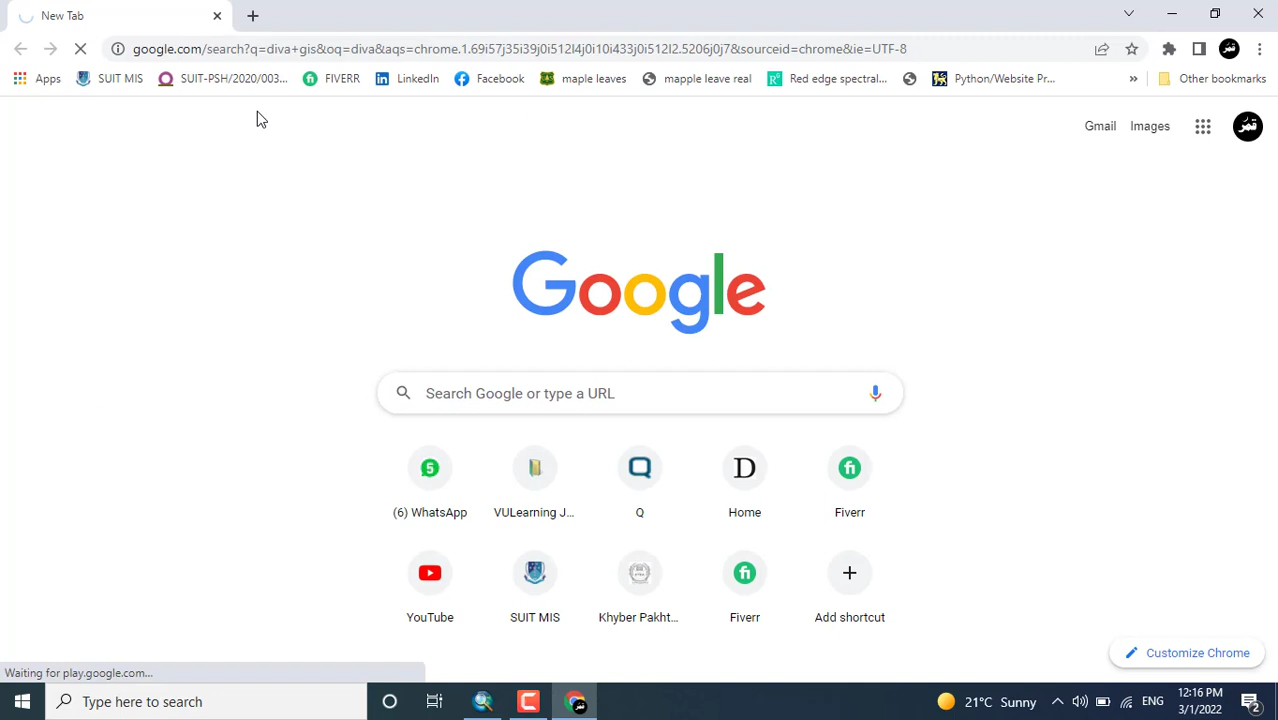 New Tab
google.com/search?q=diva+gis&oq=diva&aqs=chrome.1.69i57j35i39j0i512l4j0i10i433j0i512l2.5206j0j7&sourceid=chrome&ie=UTF-8
Apps SUIT MIS SUIT-PSH/2020/003... FIVERR LinkedIn Facebook maple leaves mapple leave real Red edge spectral... Python/Website Pr... » Other bookmarks
Gmail Images قمر
Google
Search Google or type a URL
(6) WhatsApp VULearning J... Q Home Fiverr
YouTube SUIT MIS Khyber Pakht... Fiverr Add shortcut
Customize Chrome
Waiting for play.google.com...
Type here to search
21°C Sunny ENG 12:16 PM
3/1/2022 2